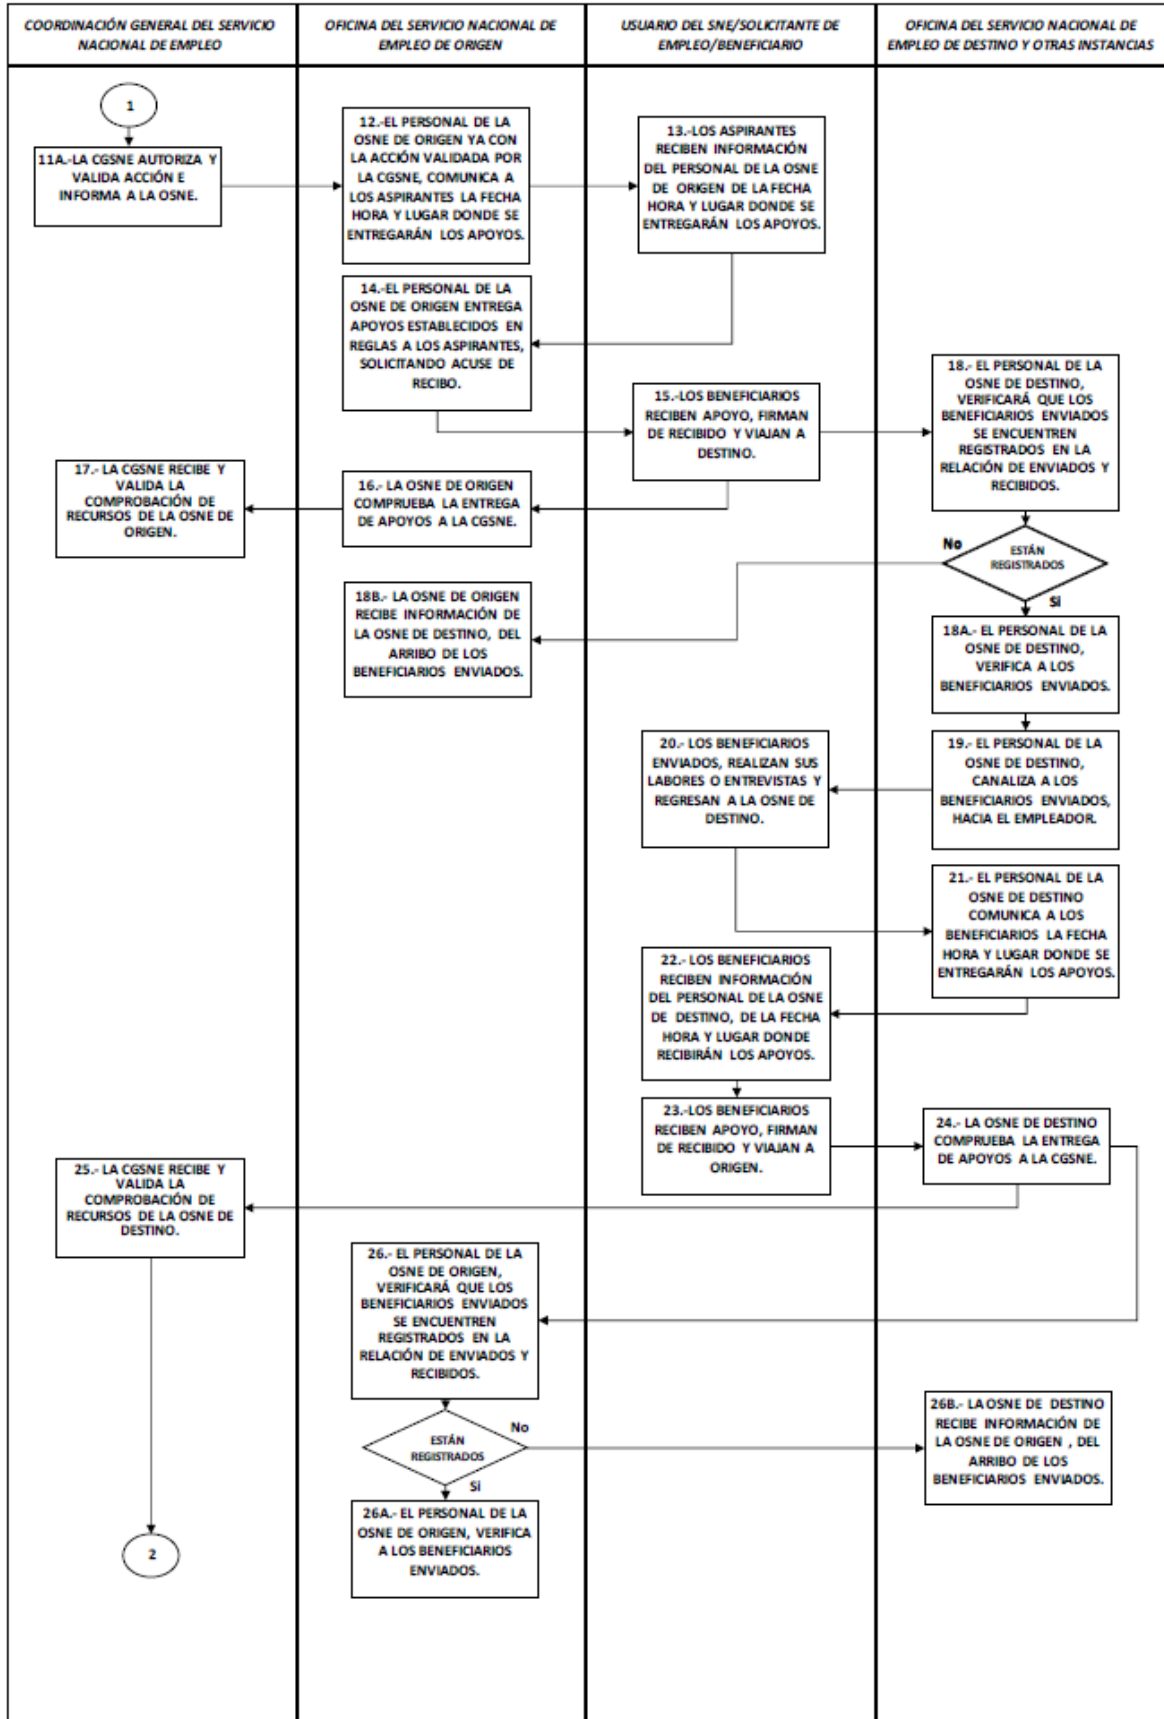 COORDINACIÓN GENERAL DEL SERVICIO
NACIONAL DE EMPLEO
OFICINA DEL SERVICIO NACIONAL DE
EMPLEO DE ORIGEN
USUARIO DEL SNE/SOLICITANTE DE
EMPLEO/BENEFICIARIO
OFICINA DEL SERVICIO NACIONAL DE
EMPLEO DE DESTINO Y OTRAS INSTANCIAS
1
11A.-LA CGSNE AUTORIZA Y
VALIDA ACCIÓN E
INFORMA A LA OSNE.
12.-EL PERSONAL DE LA
OSNE DE ORIGEN YA CON
LA ACCIÓN VALIDADA POR
LA CGSNE, COMUNICA A
LOS ASPIRANTES LA FECHA
HORA Y LUGAR DONDE SE
ENTREGARÁN LOS APOYOS.
13.-LOS ASPIRANTES
RECIBEN INFORMACIÓN
DEL PERSONAL DE LA OSNE
DE ORIGEN DE LA FECHA
HORA Y LUGAR DONDE SE
ENTREGARÁN LOS APOYOS.
14.-EL PERSONAL DE LA
OSNE DE ORIGEN ENTREGA
APOYOS ESTABLECIDOS EN
REGLAS A LOS ASPIRANTES,
SOLICITANDO ACUSE DE
RECIBO.
15.-LOS BENEFICIARIOS
RECIBEN APOYO, FIRMAN
DE RECIBIDO Y VIAJAN A
DESTINO.
18.- EL PERSONAL DE LA
OSNE DE DESTINO,
VERIFICARÁ QUE LOS
BENEFICIARIOS ENVIADOS
SE ENCUENTREN
REGISTRADOS EN LA
RELACIÓN DE ENVIADOS Y
RECIBIDOS.
17.- LA CGSNE RECIBE Y
VALIDA LA
COMPROBACIÓN DE
RECURSOS DE LA OSNE DE
ORIGEN.
16.- LA OSNE DE ORIGEN
COMPRUEBA LA ENTREGA
DE APOYOS A LA CGSNE.
No
ESTÁN
REGISTRADOS
Si
18B.- LA OSNE DE ORIGEN
RECIBE INFORMACIÓN DE
LA OSNE DE DESTINO, DEL
ARRIBO DE LOS
BENEFICIARIOS ENVIADOS.
18A.- EL PERSONAL DE LA
OSNE DE DESTINO,
VERIFICA A LOS
BENEFICIARIOS ENVIADOS.
20.- LOS BENEFICIARIOS
ENVIADOS, REALIZAN SUS
LABORES O ENTREVISTAS Y
REGRESAN A LA OSNE DE
DESTINO.
19.- EL PERSONAL DE LA
OSNE DE DESTINO,
CANALIZA A LOS
BENEFICIARIOS ENVIADOS,
HACIA EL EMPLEADOR.
21.- EL PERSONAL DE LA
OSNE DE DESTINO
COMUNICA A LOS
BENEFICIARIOS LA FECHA
HORA Y LUGAR DONDE SE
ENTREGARÁN LOS APOYOS.
22.- LOS BENEFICIARIOS
RECIBEN INFORMACIÓN
DEL PERSONAL DE LA OSNE
DE DESTINO, DE LA FECHA
HORA Y LUGAR DONDE
RECIBIRÁN LOS APOYOS.
23.-LOS BENEFICIARIOS
RECIBEN APOYO, FIRMAN
DE RECIBIDO Y VIAJAN A
ORIGEN.
24.- LA OSNE DE DESTINO
COMPRUEBA LA ENTREGA
DE APOYOS A LA CGSNE.
25.- LA CGSNE RECIBE Y
VALIDA LA
COMPROBACIÓN DE
RECURSOS DE LA OSNE DE
DESTINO.
26.- EL PERSONAL DE LA
OSNE DE ORIGEN,
VERIFICARÁ QUE LOS
BENEFICIARIOS ENVIADOS
SE ENCUENTREN
REGISTRADOS EN LA
RELACIÓN DE ENVIADOS Y
RECIBIDOS.
ESTÁN
REGISTRADOS
No
Si
26B.- LA OSNE DE DESTINO
RECIBE INFORMACIÓN DE
LA OSNE DE ORIGEN , DEL
ARRIBO DE LOS
BENEFICIARIOS ENVIADOS.
26A.- EL PERSONAL DE LA
OSNE DE ORIGEN, VERIFICA
A LOS BENEFICIARIOS
ENVIADOS.
2